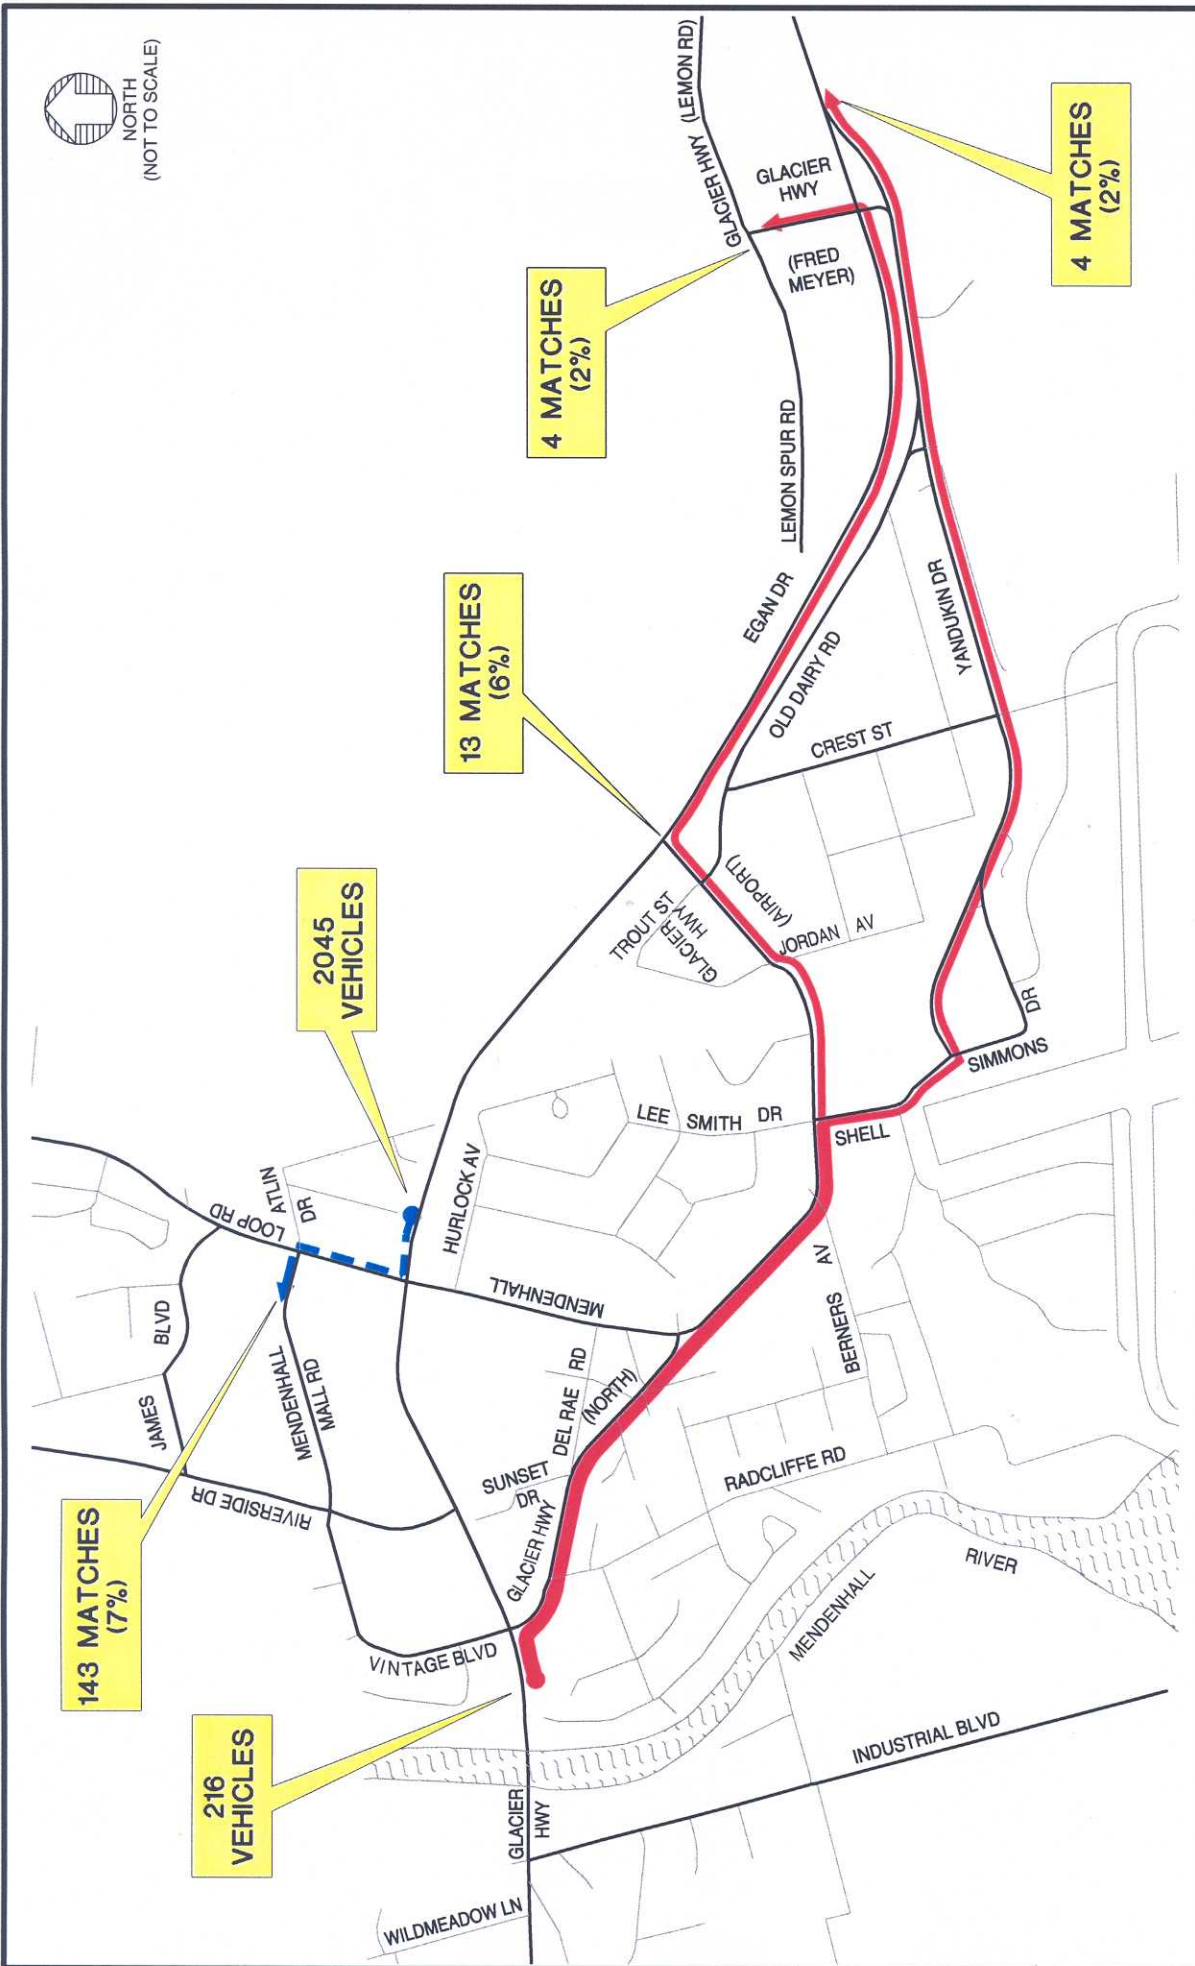 NORTH
(NOT TO SCALE)
GLACIER HWY (LEMON RD)
GLACIER
HWY
(FRED
MEYER)
4 MATCHES
(2%)
4 MATCHES
(2%)
LEMON SPUR RD
13 MATCHES
(6%)
EGAN DR
OLD DAIRY RD
YANDUKIN DR
CREST ST
2045
VEHICLES
TROUT ST
GLACIER
HWY
(AIRPORT)
JORDAN AV
SIMMONS
DR
SHELL
LEE SMITH DR
HURLOCK AV
ATLIN
DR
LOOP RD
MENDENHALL
JAMES
BLVD
MENDENHALL
MALL RD
RIVERSIDE DR
143 MATCHES
(7%)
SUNSET
DR
DEL RAE RD
GLACIER HWY
(NORTH)
BERNERS AV
RADCLIFFE RD
MENDENHALL
RIVER
VINTAGE BLVD
216
VEHICLES
GLACIER
HWY
INDUSTRIAL BLVD
WILDMEADOW LN